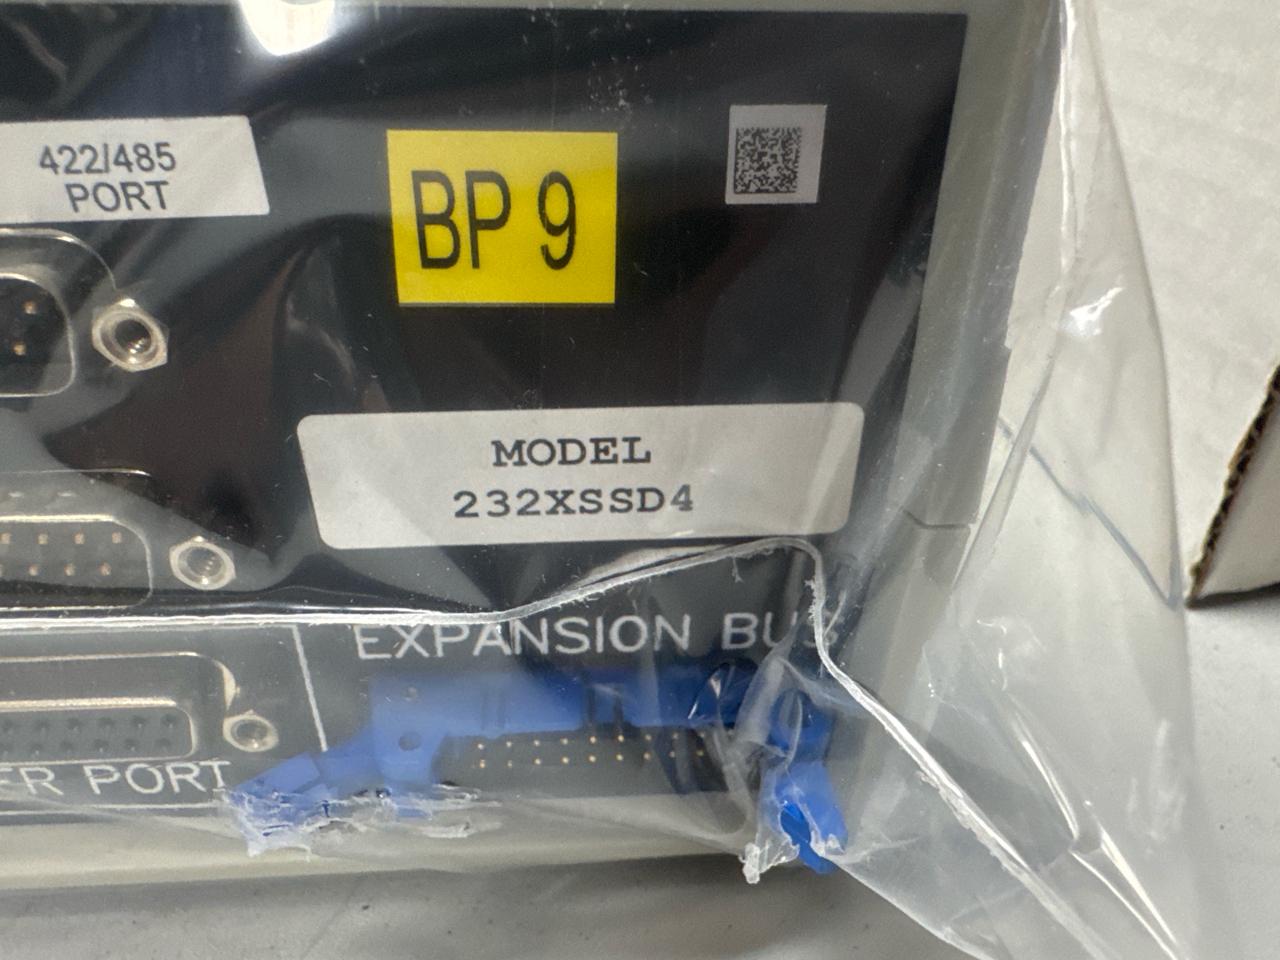 422/485
PORT
BP 9
MODEL
232XSSD4
EXPANSION BUS
ER PORT